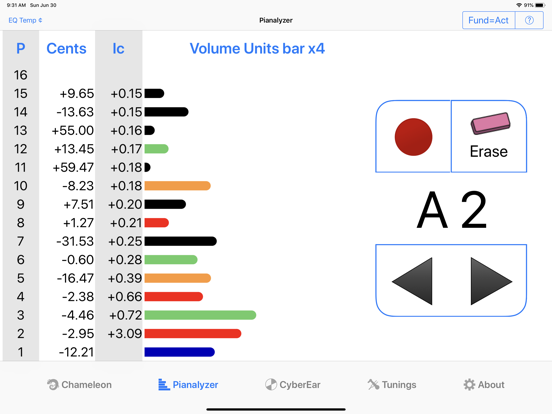 9:31 AM Sun Jun 30 91%
EQ Temp ¢ Pianalyzer Fund=Act ?
P Cents Ic Volume Units bar x4
16
15 +9.65 +0.15
14 -13.63 +0.15
13 +55.00 +0.16
12 +13.45 +0.17
11 +59.47 +0.18
10 -8.23 +0.18
9 +7.51 +0.20
8 +1.27 +0.21
7 -31.53 +0.25
6 -0.60 +0.28
5 -16.47 +0.39
4 -2.38 +0.66
3 -4.46 +0.72
2 -2.95 +3.09
1 -12.21
Erase
A 2
Chameleon Pianalyzer CyberEar Tunings About